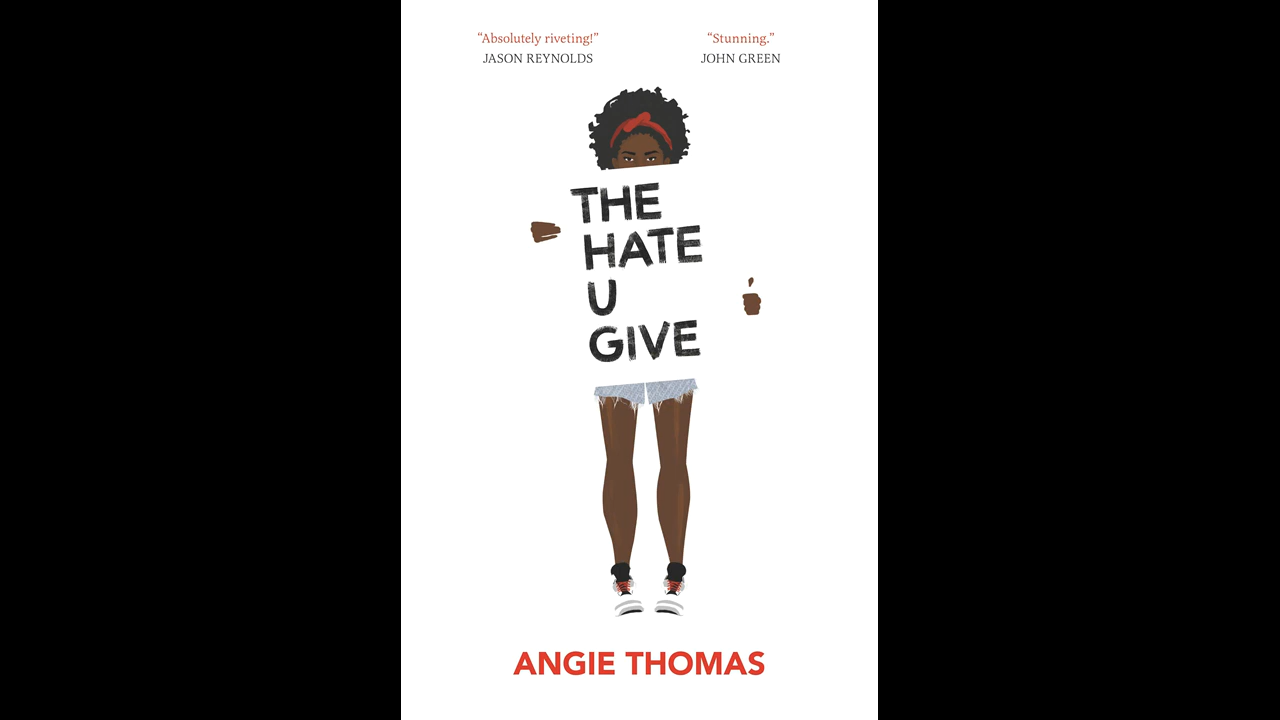 “Absolutely riveting!”
JASON REYNOLDS
“Stunning.”
JOHN GREEN
THE
HATE
U
GIVE
ANGIE THOMAS